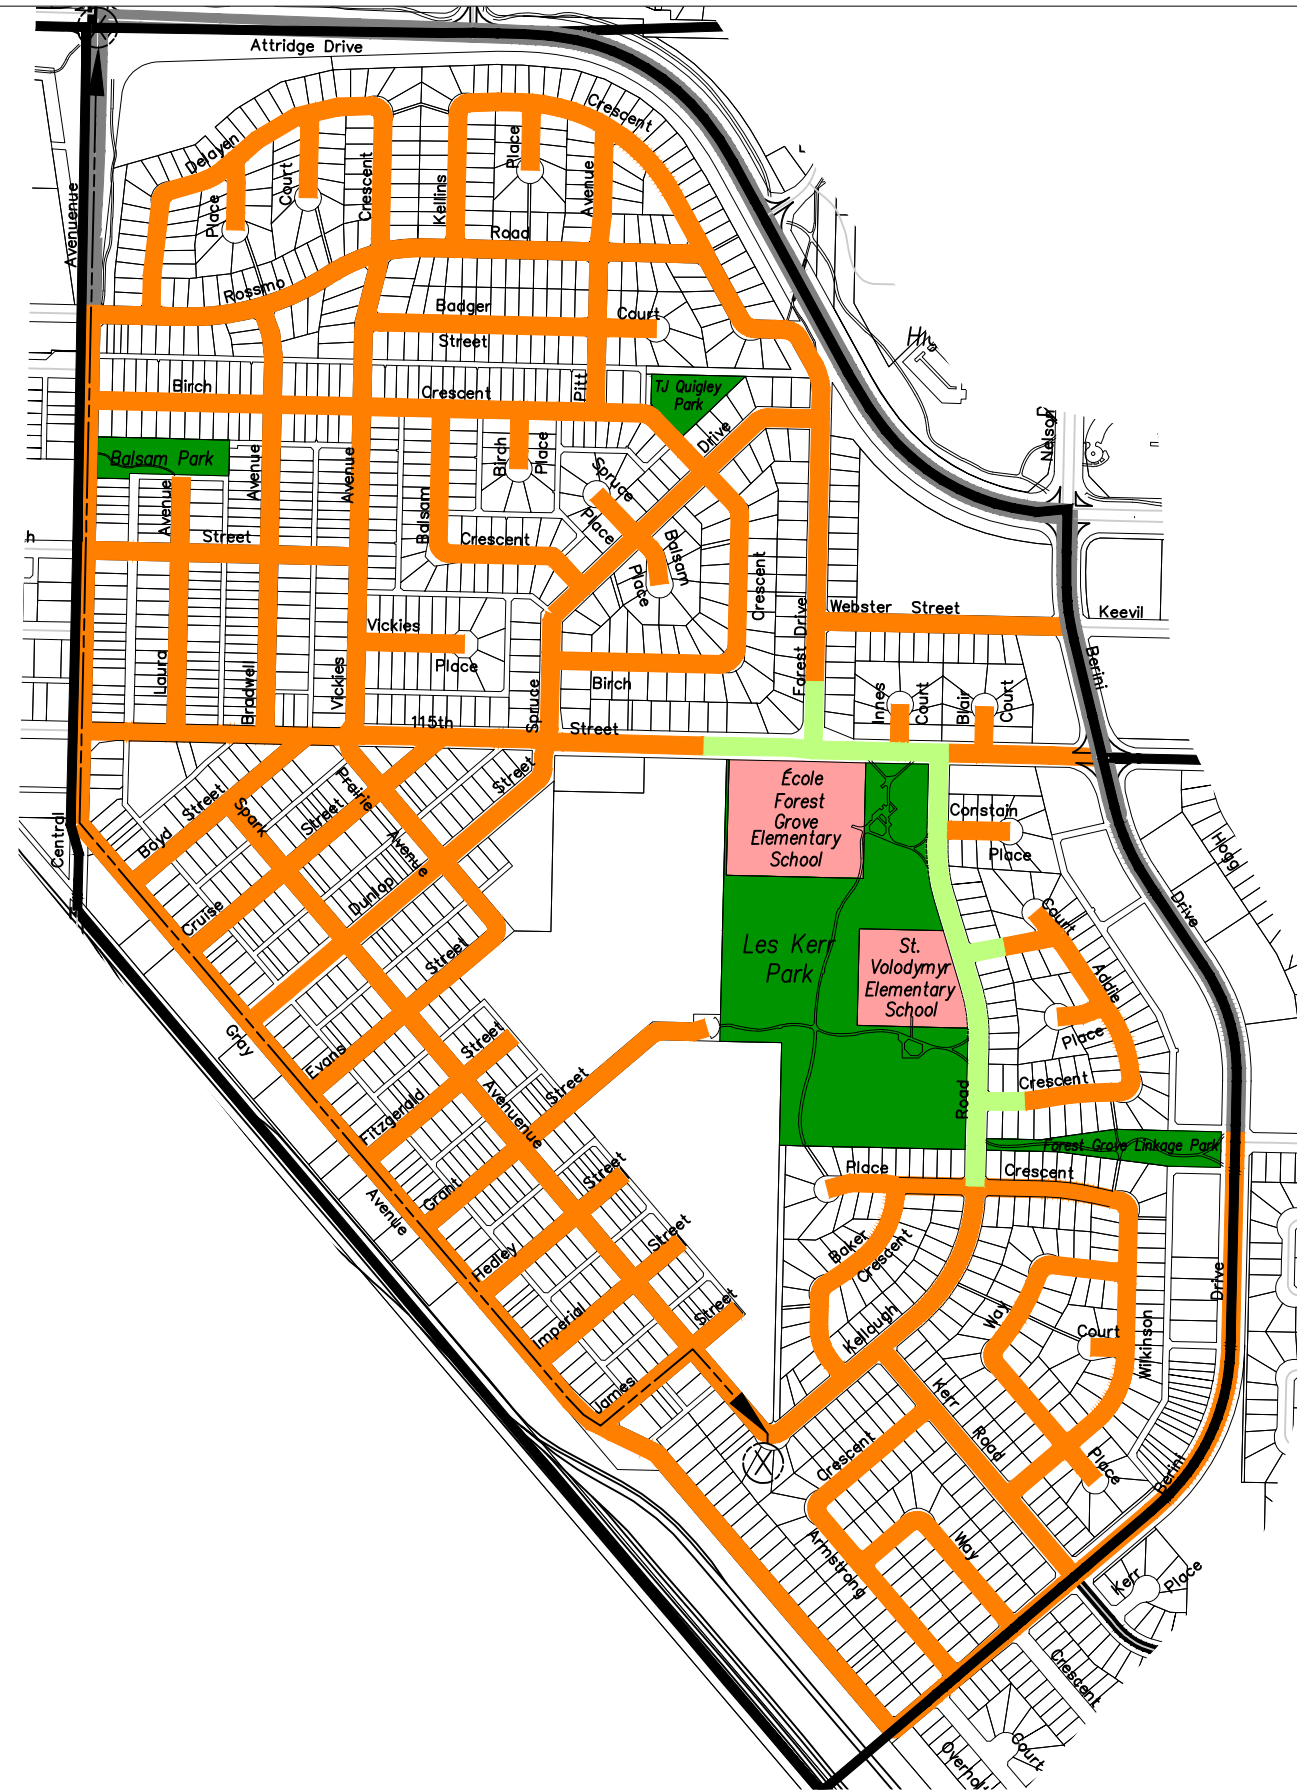 Attridge Drive
Crescent
Delayen
Place
Court
Crescent
Kellins
Place
Avenue
Place
Avenuenue
Road
Rossmo
Badger
Court
Street
Birch
Crescent
Pitt
TJ Quigley
Park
Drive
Nelson
Balsam Park
Avenue
Avenue
Avenue
Birch
Place
Spruce
Place
Balsam
Street
Balsam
Crescent
Place
Crescent
h
Forest Drive
Webster Street
Keevil
Vickies
Place
Laura
Bradwell
Vickies
Spruce
Birch
Berini
Innes
Court
Blair
Court
115th
Street
École
Forest
Grove
Elementary
School
Constain
Place
Central
Boyd
Street
Spark
Street
Prairie
Avenue
Street
Hogg
Cruise
Dunlop
Street
Les Kerr
Park
St.
Volodymyr
Elementary
School
Court
Addie
Place
Crescent
Drive
Gray
Evans
Street
Fitzgerald
Avenuenue
Street
Road
Forest Grove Linkage Park
Place
Crescent
Avenue
Grant
Street
Hedley
Street
Baker
Crescent
Imperial
Street
James
Kellough
Way
Court
Wilkinson
Drive
Kerr
Road
Crescent
Place
Berini
Armstrong
Way
Kerr
Place
Crescent
Court